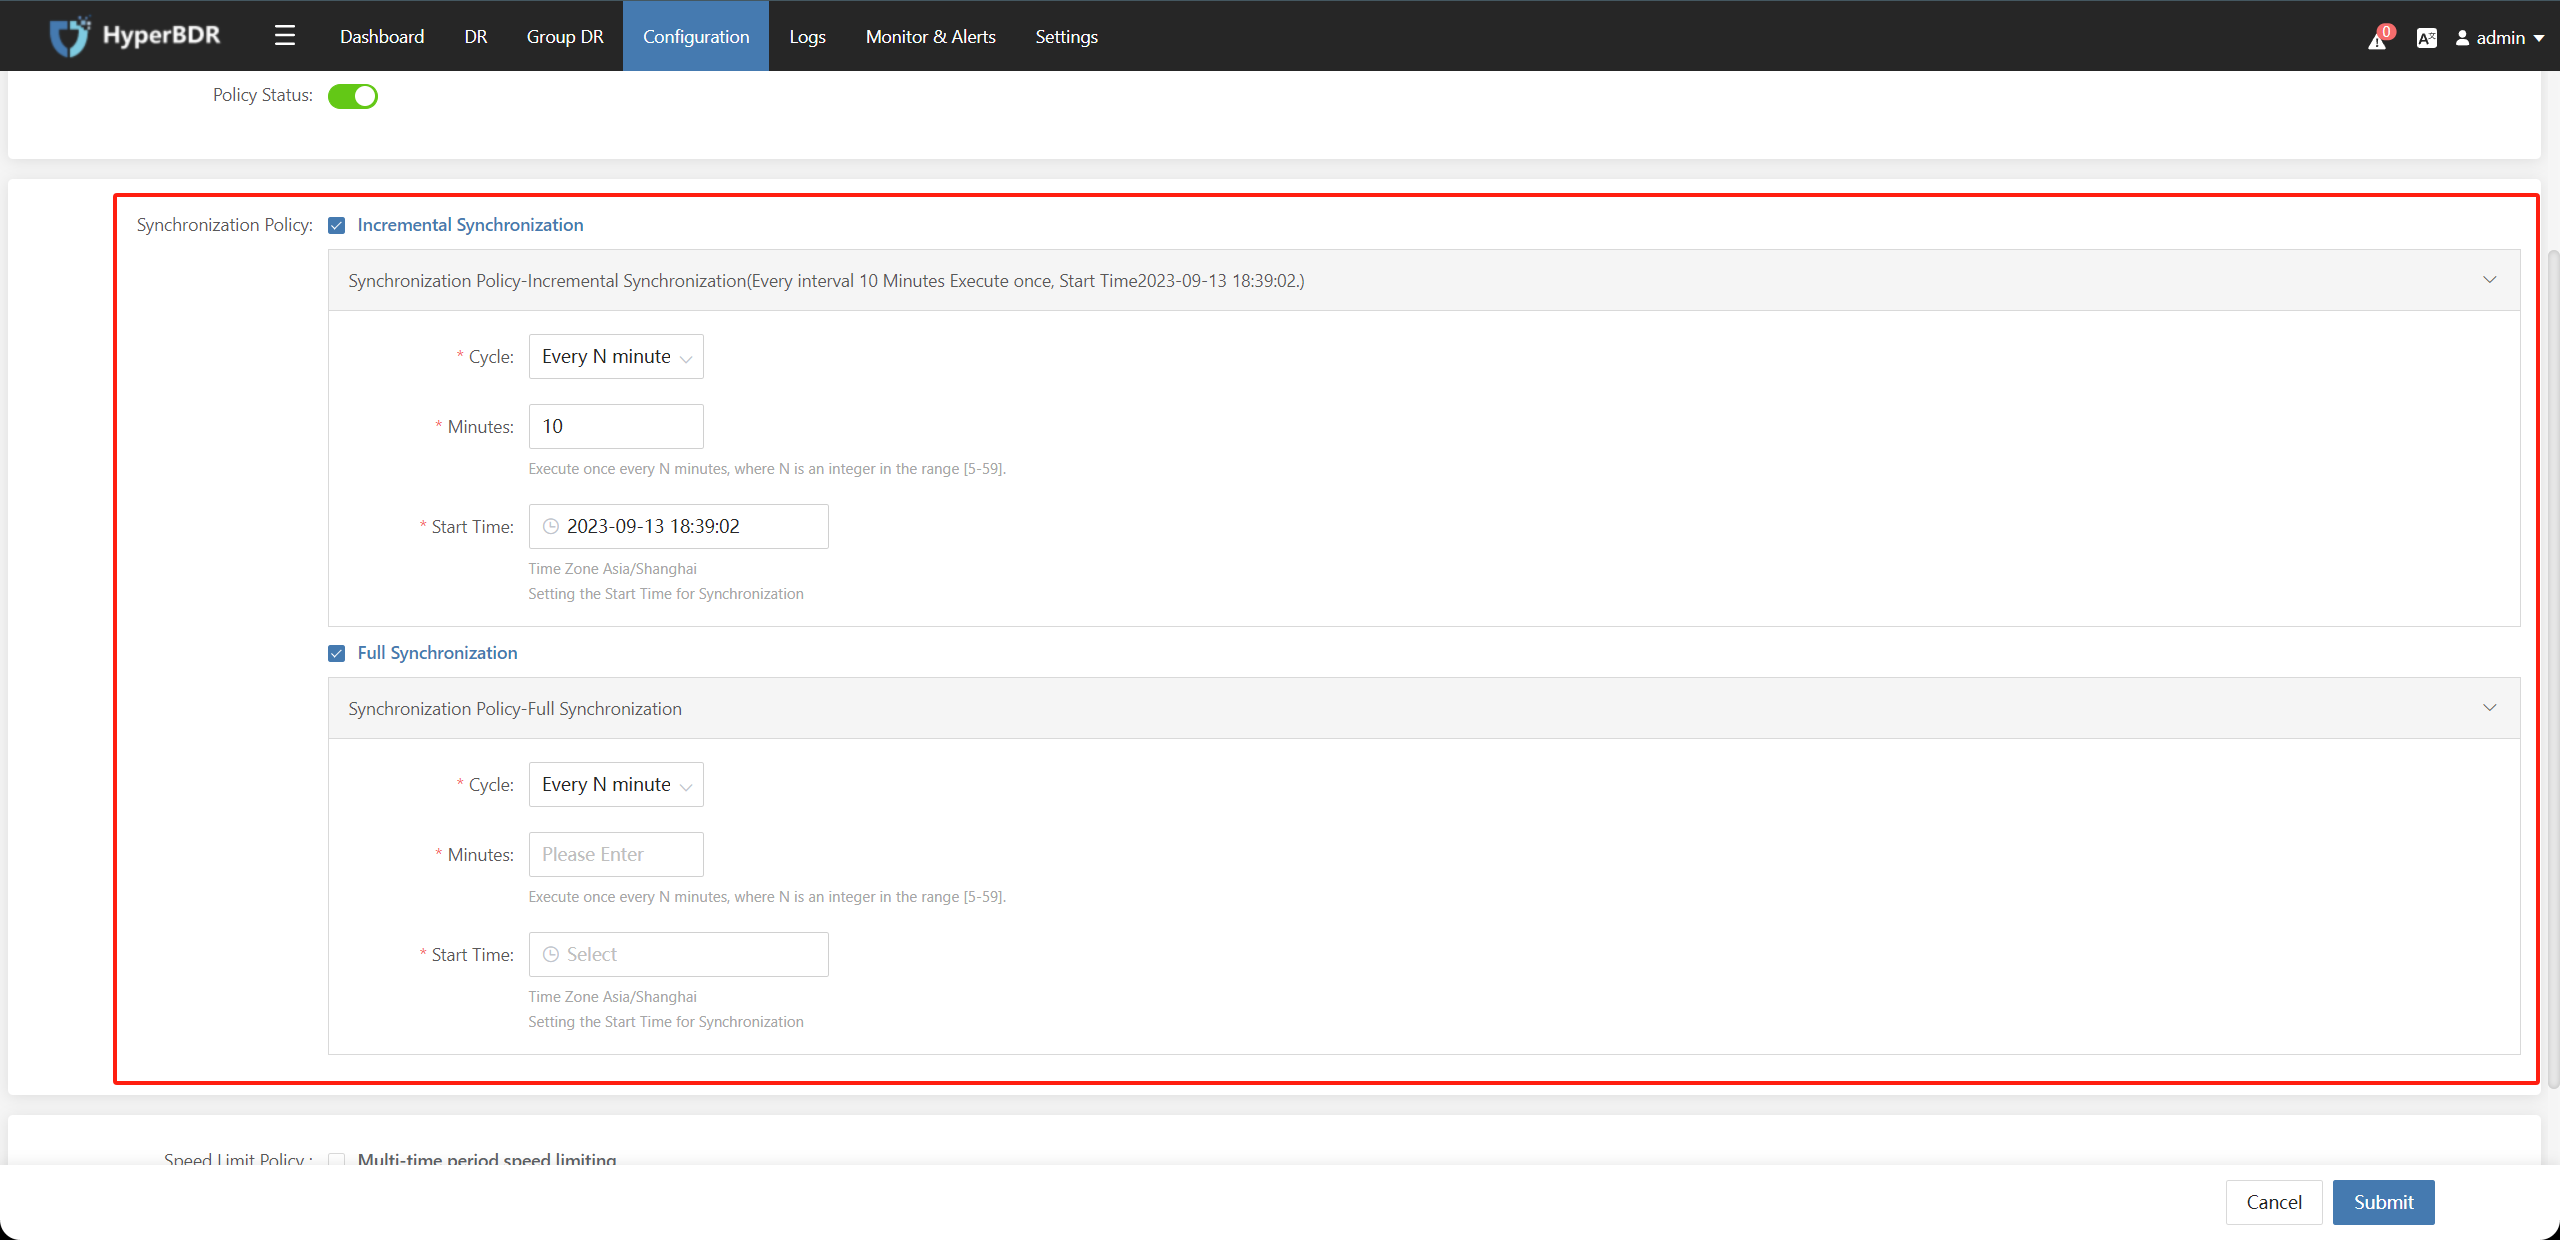 HyperBDR
Dashboard DR Group DR Configuration Logs Monitor & Alerts Settings 0 admin
Policy Status:
Synchronization Policy: Incremental Synchronization
Synchronization Policy-Incremental Synchronization(Every interval 10 Minutes Execute once, Start Time2023-09-13 18:39:02.)
* Cycle: Every N minute
* Minutes: 10
Execute once every N minutes, where N is an integer in the range [5-59].
* Start Time: 2023-09-13 18:39:02
Time Zone Asia/Shanghai
Setting the Start Time for Synchronization
Full Synchronization
Synchronization Policy-Full Synchronization
* Cycle: Every N minute
* Minutes: Please Enter
Execute once every N minutes, where N is an integer in the range [5-59].
* Start Time: Select
Time Zone Asia/Shanghai
Setting the Start Time for Synchronization
Speed Limit Policy : Multi-time period speed limiting
Cancel Submit